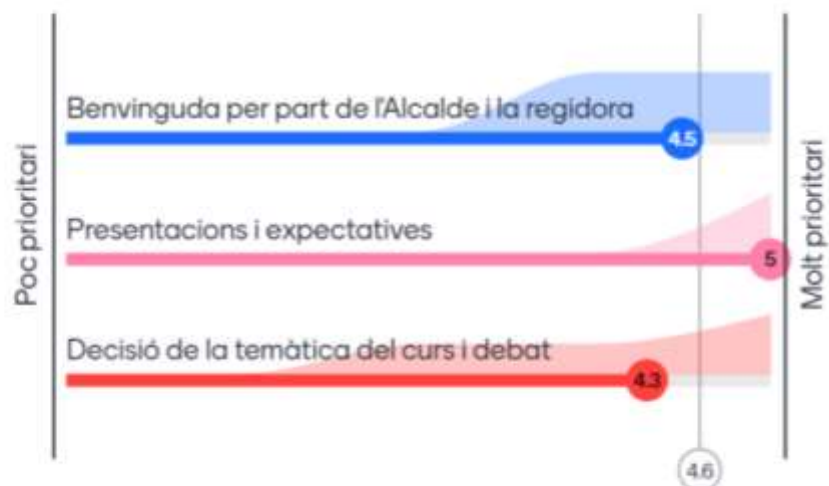 Poc prioritari
Benvinguda per part de l'Alcalde i la regidora
4.5
Presentacions i expectatives
5
Decisió de la temàtica del curs i debat
4.3
4.6
Molt prioritari